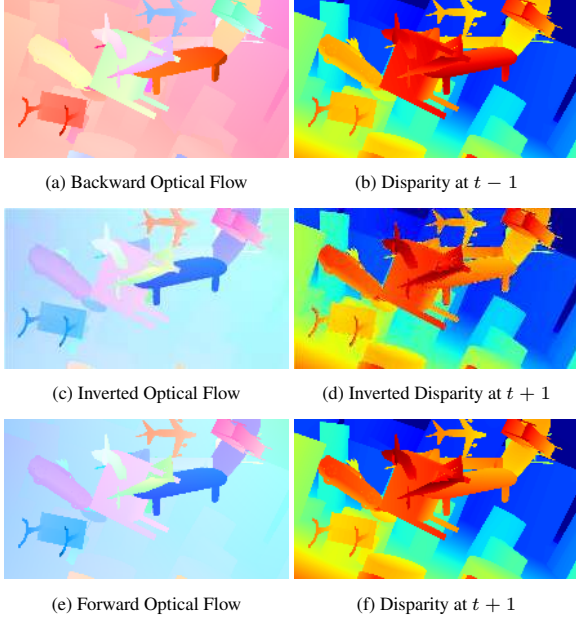 (a) Backward Optical Flow
(b) Disparity at t − 1
(c) Inverted Optical Flow
(d) Inverted Disparity at t + 1
(e) Forward Optical Flow
(f) Disparity at t + 1